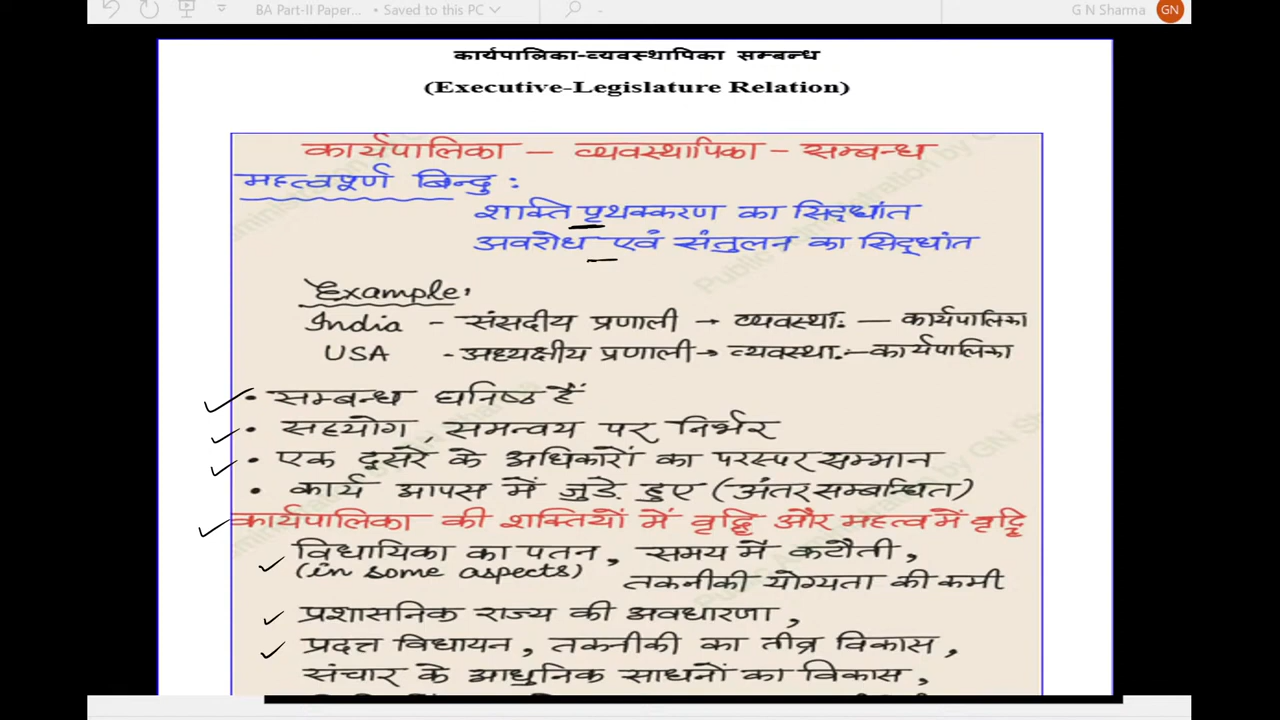 BA Part-II Paper... • Saved to this PC
G N Sharma GN
कार्यपालिका-व्यवस्थापिका सम्बन्ध
(Executive-Legislature Relation)
कार्यपालिका – व्यवस्थापिका - सम्बन्ध
महत्वपूर्ण बिन्दु :
शक्ति पृथक्करण का सिद्धांत
अवरोध एवं संतुलन का सिद्धांत
Example:
India - संसदीय प्रणाली → व्यवस्था. — कार्यपालिका
USA - अध्यक्षीय प्रणाली → व्यवस्था. — कार्यपालिका
• सम्बन्ध घनिष्ठ हैं
• सहयोग, समन्वय पर निर्भर
• एक दूसरे के अधिकारों का परस्पर सम्मान
• कार्य आपस में जुडे हुए (अंतरसम्बन्धित)
कार्यपालिका की शक्तियों में वृद्धि और महत्व में वृद्धि
विधायिका का पतन, समय में कटौती,
(in some aspects) तकनीकी योग्यता की कमी
प्रशासनिक राज्य की अवधारणा,
प्रदत्त विधायन, तकनीकी का तीव्र विकास,
संचार के आधुनिक साधनों का विकास,